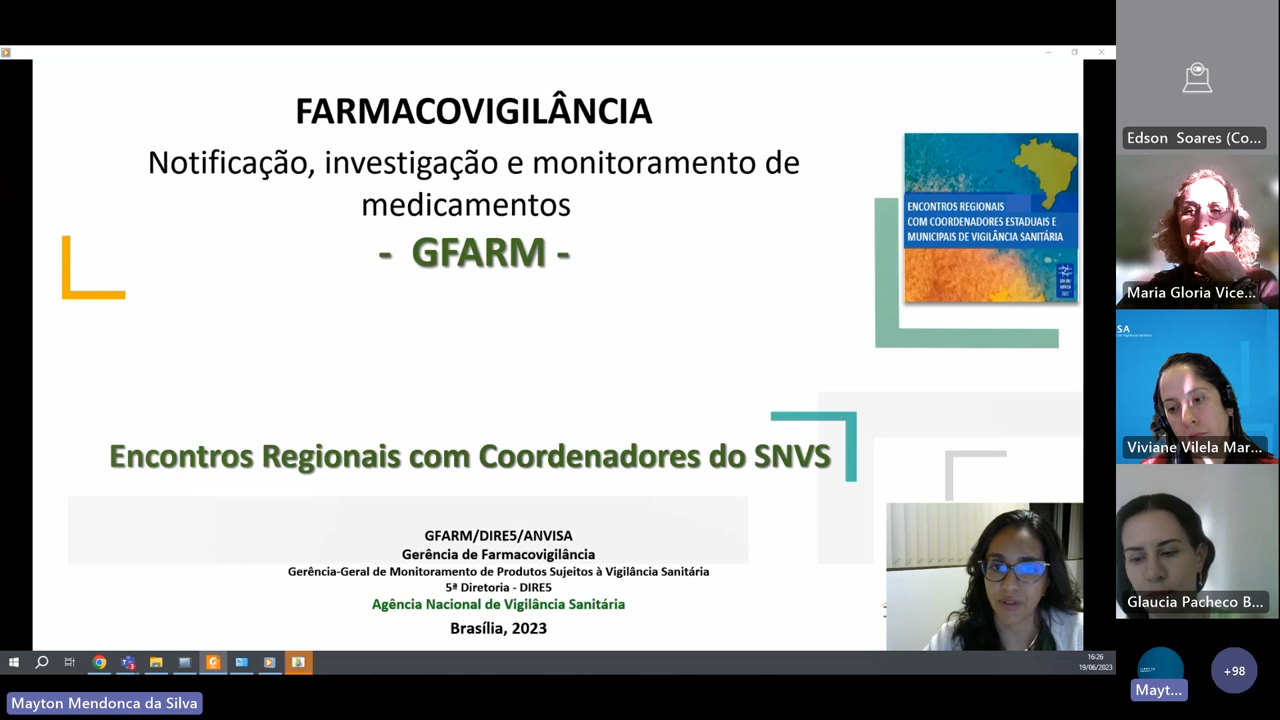 FARMACOVIGILÂNCIA
Notificação, investigação e monitoramento de
medicamentos
- GFARM -
ENCONTROS REGIONAIS
COM COORDENADORES ESTADUAIS E
MUNICIPAIS DE VIGILÂNCIA SANITÁRIA
Encontros Regionais com Coordenadores do SNVS
GFARM/DIRE5/ANVISA
Gerência de Farmacovigilância
Gerência-Geral de Monitoramento de Produtos Sujeitos à Vigilância Sanitária
5ª Diretoria - DIRE5
Agência Nacional de Vigilância Sanitária
Brasília, 2023
16:26
19/06/2023
Mayton Mendonca da Silva
Edson Soares (Co...
Maria Gloria Vice...
SA
Viviane Vilela Mar...
Glaucia Pacheco B...
Mayt...
+98